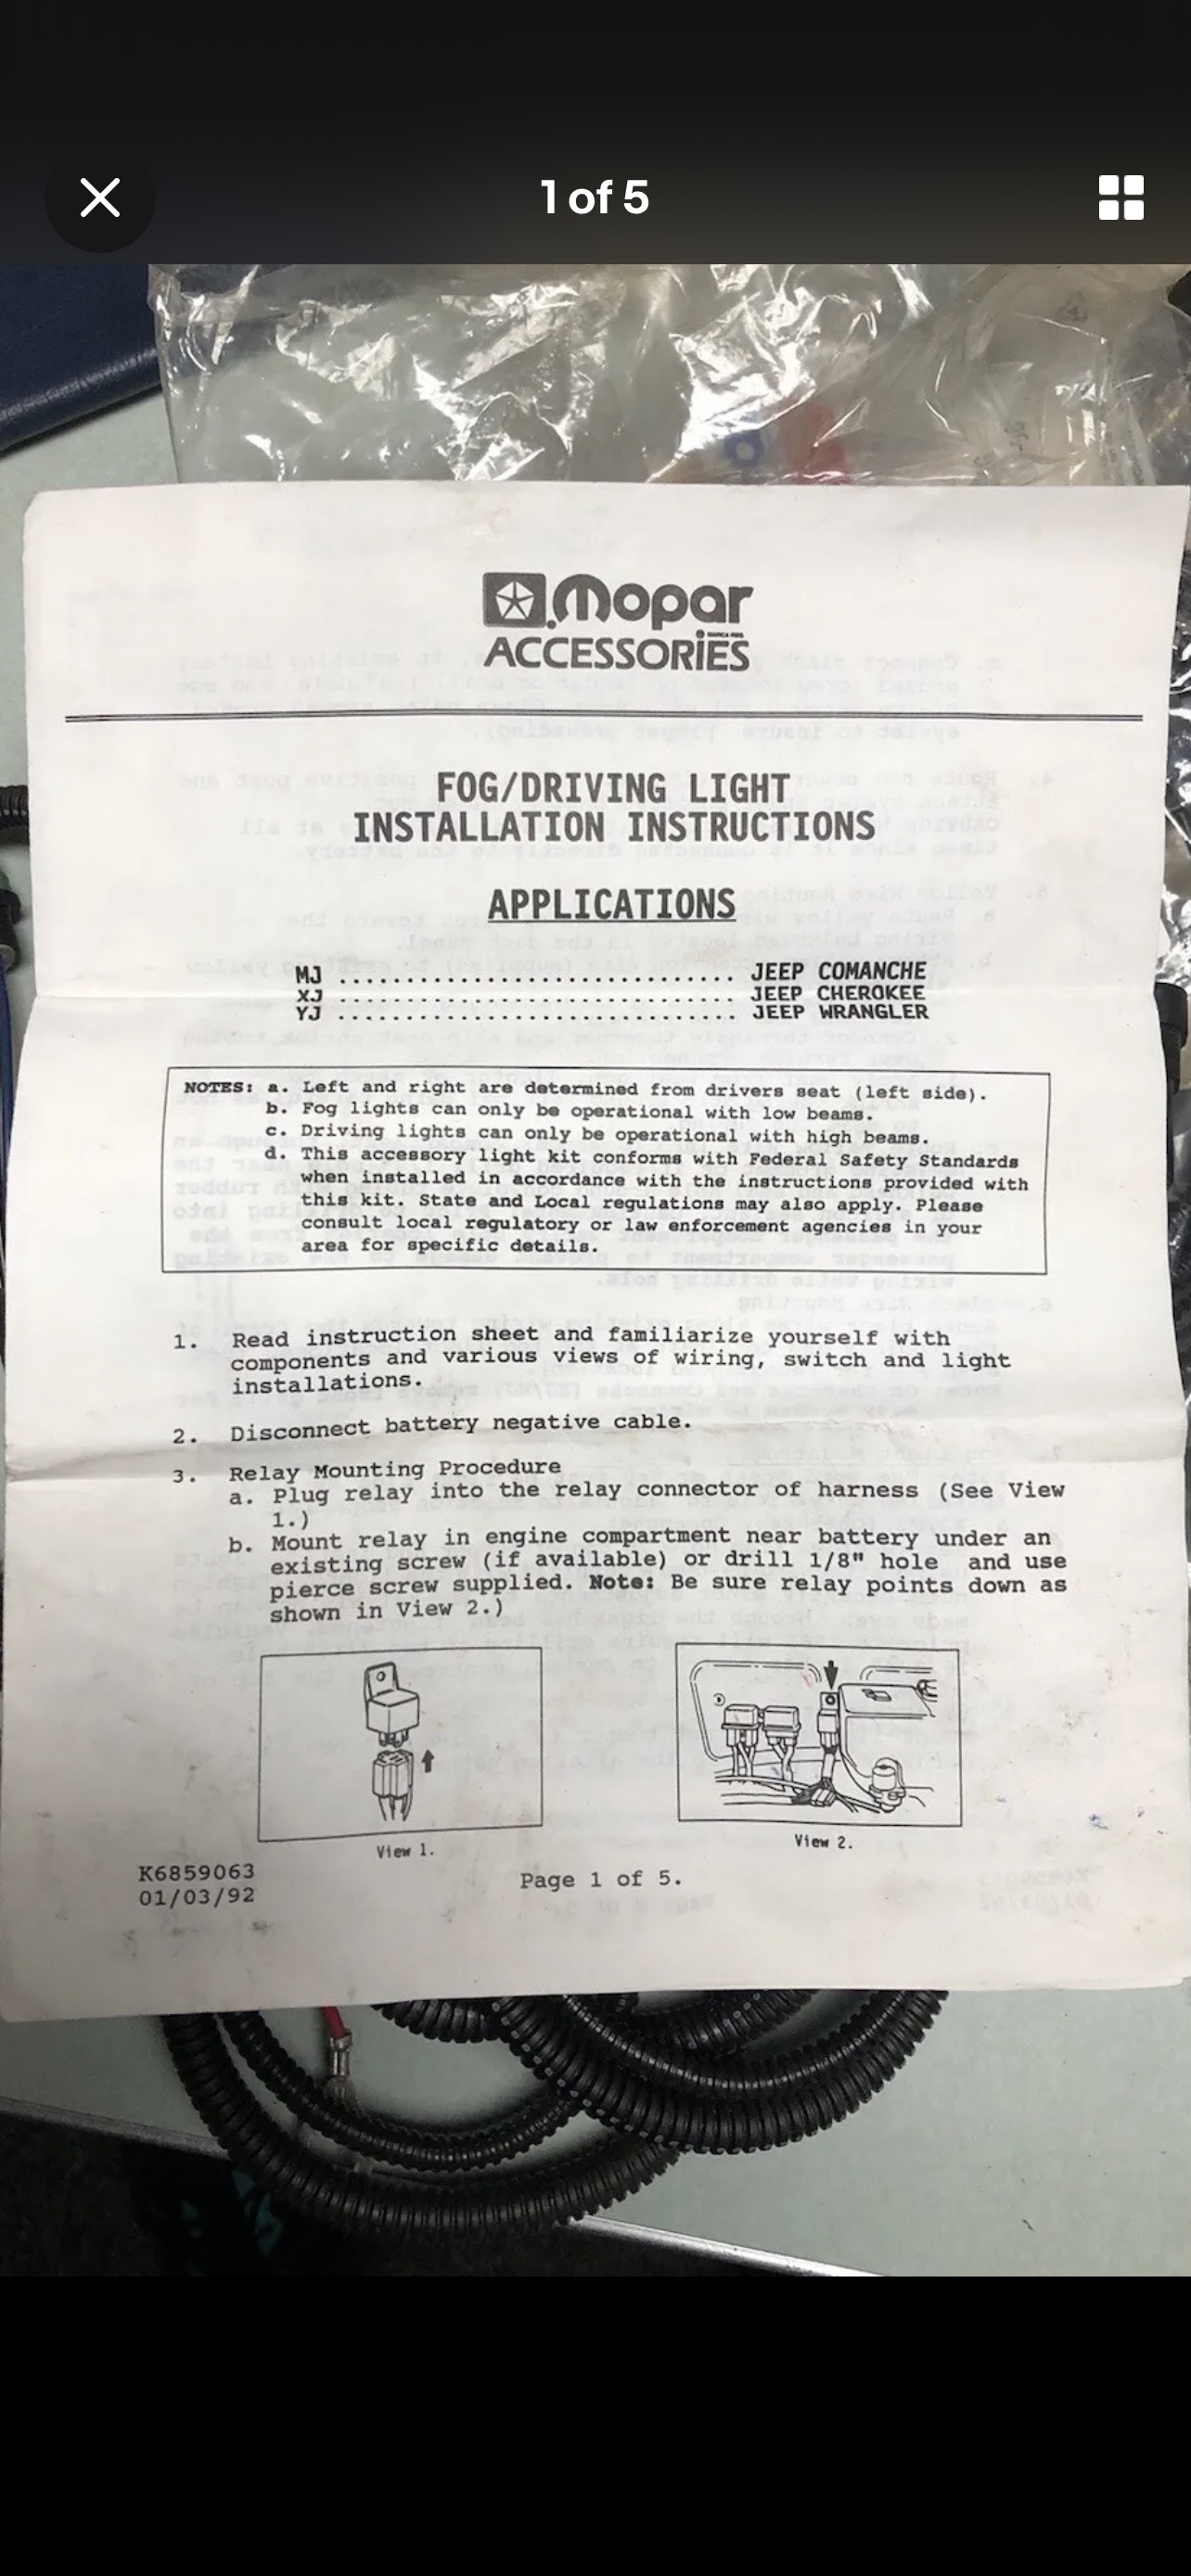 1 of 5
Mopar
ACCESSORIES
FOG/DRIVING LIGHT
INSTALLATION INSTRUCTIONS
APPLICATIONS
MJ .............................. JEEP COMANCHE
XJ .............................. JEEP CHEROKEE
YJ .............................. JEEP WRANGLER
NOTES: a. Left and right are determined from drivers seat (left side).
b. Fog lights can only be operational with low beams.
c. Driving lights can only be operational with high beams.
d. This accessory light kit conforms with Federal Safety Standards
when installed in accordance with the instructions provided with
this kit. State and Local regulations may also apply. Please
consult local regulatory or law enforcement agencies in your
area for specific details.
1. Read instruction sheet and familiarize yourself with
components and various views of wiring, switch and light
installations.
2. Disconnect battery negative cable.
3. Relay Mounting Procedure
a. Plug relay into the relay connector of harness (See View
1.)
b. Mount relay in engine compartment near battery under an
existing screw (if available) or drill 1/8" hole and use
pierce screw supplied. Note: Be sure relay points down as
shown in View 2.)
View 1.
View 2.
K6859063
01/03/92
Page 1 of 5.